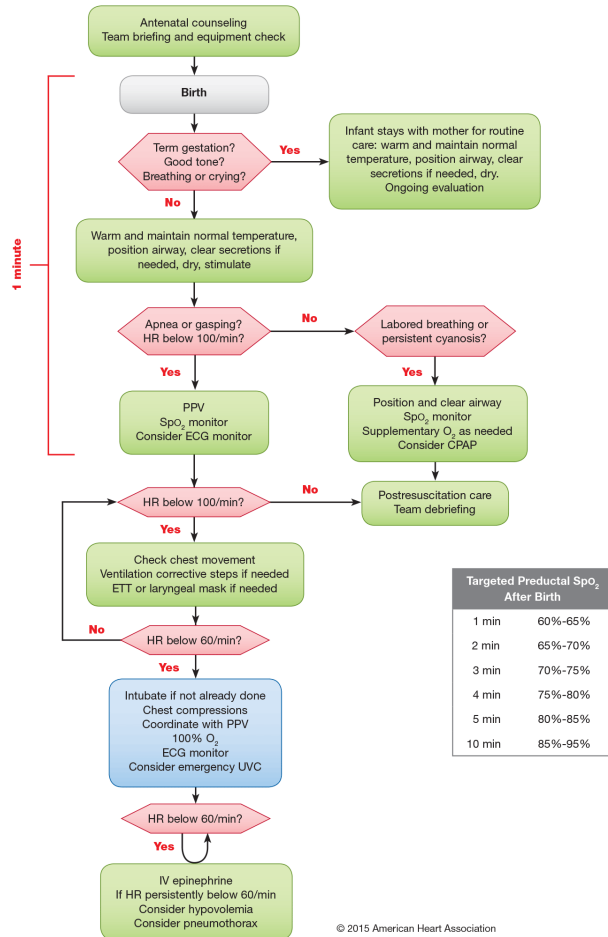 Antenatal counseling
Team briefing and equipment check
Birth
1 minute
Term gestation?
Good tone?
Breathing or crying?
Yes
Infant stays with mother for routine
care: warm and maintain normal
temperature, position airway, clear
secretions if needed, dry.
Ongoing evaluation
No
Warm and maintain normal temperature,
position airway, clear secretions if
needed, dry, stimulate
Apnea or gasping?
HR below 100/min?
No
Labored breathing or
persistent cyanosis?
Yes
Yes
PPV
SpO₂ monitor
Consider ECG monitor
Position and clear airway
SpO₂ monitor
Supplementary O₂ as needed
Consider CPAP
HR below 100/min?
No
Postresuscitation care
Team debriefing
Yes
Check chest movement
Ventilation corrective steps if needed
ETT or laryngeal mask if needed
No
HR below 60/min?
Yes
Intubate if not already done
Chest compressions
Coordinate with PPV
100% O₂
ECG monitor
Consider emergency UVC
HR below 60/min?
Yes
IV epinephrine
If HR persistently below 60/min
Consider hypovolemia
Consider pneumothorax
Targeted Preductal SpO₂
After Birth
1 min 60%-65%
2 min 65%-70%
3 min 70%-75%
4 min 75%-80%
5 min 80%-85%
10 min 85%-95%
© 2015 American Heart Association